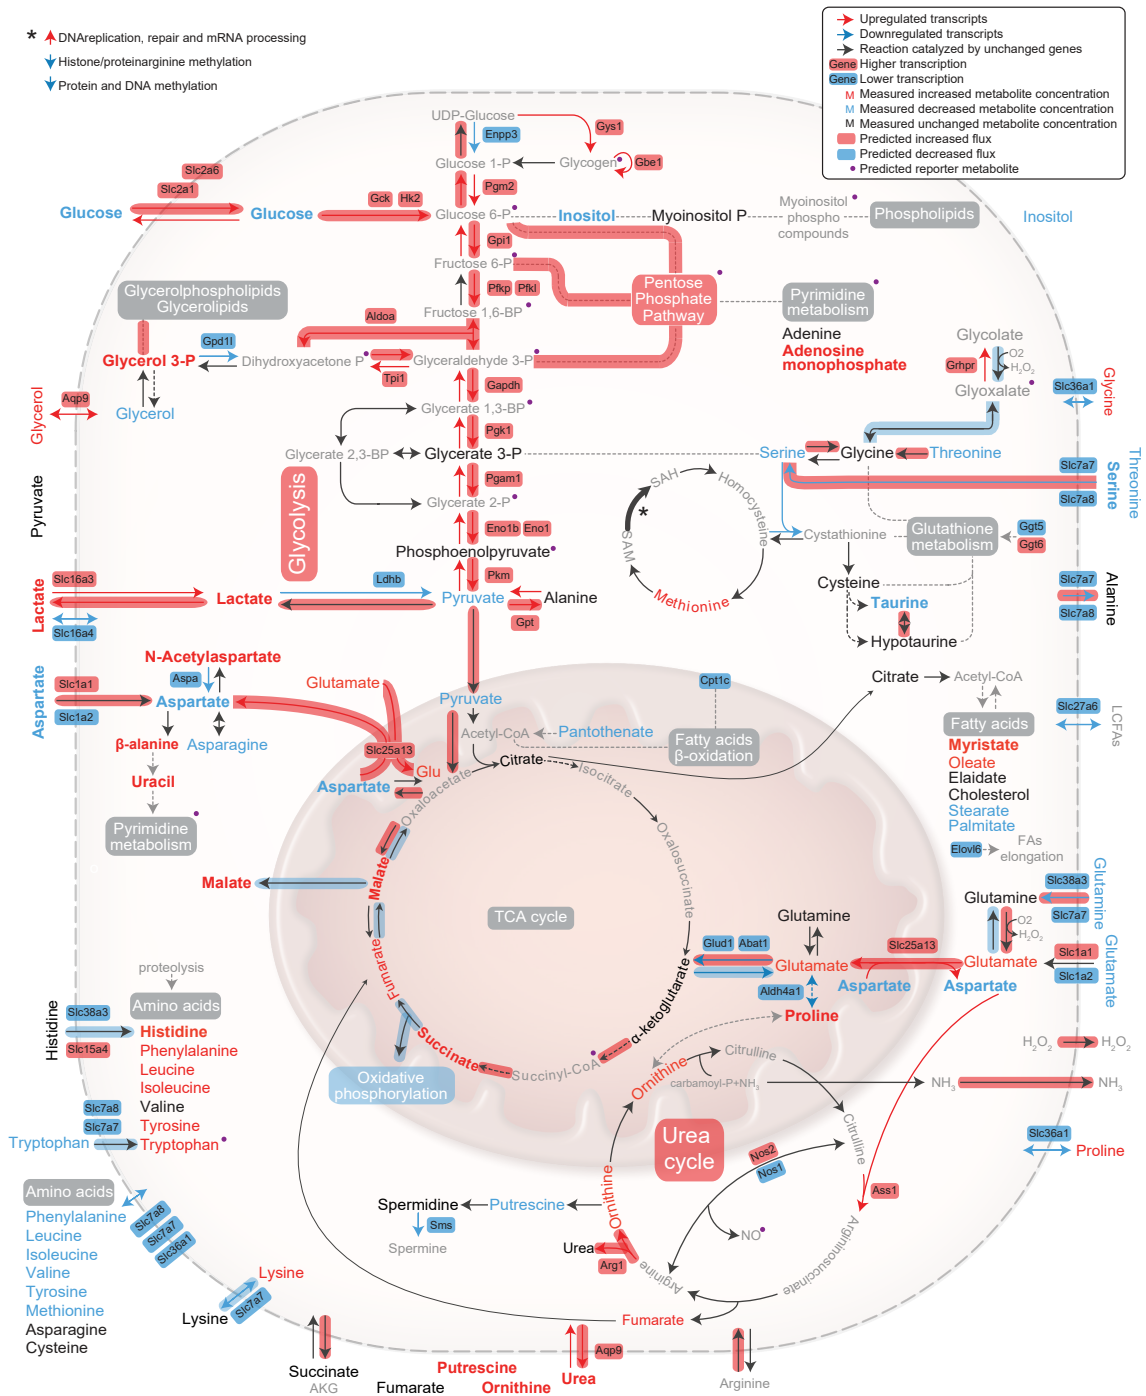 * DNAreplication, repair and mRNA processing
Histone/proteinarginine methylation
Protein and DNA methylation
Upregulated transcripts
Downregulated transcripts
Reaction catalyzed by unchanged genes
Gene Higher transcription
Gene Lower transcription
M Measured increased metabolite concentration
M Measured decreased metabolite concentration
M Measured unchanged metabolite concentration
Predicted increased flux
Predicted decreased flux
Predicted reporter metabolite
UDP-Glucose
Enpp3
Gys1
Glucose 1-P
Glycogen
Gbe1
Slc2a6
Slc2a1
Gck
Hk2
Pgm2
Glucose
Glucose
Glucose 6-P
Inositol
Myoinositol P
Myoinositol
phospho
compounds
Phospholipids
Inositol
Gpi1
Fructose 6-P
Pfkp
Pfkl
Fructose 1,6-BP
Pentose
Phosphate
Pathway
Pyrimidine
metabolism
Adenine
Adenosine
monophosphate
Glycerolphospholipids
Glycerolipids
Aldoa
Gpd1l
Glycerol 3-P
Dihydroxyacetone P
Glyceraldehyde 3-P
Tpi1
Glycolate
O2
H2O2
Grhpr
Glyoxalate
Slc36a1
Glycine
Aqp9
Glycerol
Glycerol
Gapdh
Glycerate 1,3-BP
Pgk1
Glycerate 2,3-BP
Glycerate 3-P
Serine
Glycine
Threonine
Slc7a7
Serine
Threonine
Slc7a8
Pyruvate
Glycolysis
Pgam1
Glycerate 2-P
Eno1b
Eno1
Phosphoenolpyruvate
SAH
Homocysteine
*
SAM
Methionine
Cystathionine
Glutathione
metabolism
Ggt5
Ggt6
Slc16a3
Lactate
Slc16a4
Lactate
Ldhb
Pkm
Pyruvate
Alanine
Gpt
Cysteine
Taurine
Hypotaurine
Slc7a7
Alanine
Slc7a8
N-Acetylaspartate
Aspa
Slc1a1
Aspartate
Slc1a2
Aspartate
Glutamate
β-alanine
Asparagine
Uracil
Pyrimidine
metabolism
Slc25a13
Glu
Aspartate
Pyruvate
Acetyl-CoA
Pantothenate
Cpt1c
Fatty acids
β-oxidation
Citrate
Isocitrate
Oxaloacetate
Oxalosuccinate
Citrate
Acetyl-CoA
Fatty acids
Myristate
Oleate
Elaidate
Cholesterol
Stearate
Palmitate
Elovl6
FAs
elongation
Slc27a6
LCFAs
Malate
Malate
TCA cycle
Fumarate
Succinate
Succinyl-CoA
α-ketoglutarate
Oxidative
phosphorylation
Glutamine
Glud1
Abat1
Glutamate
Aldh4a1
Proline
Slc25a13
Aspartate
Glutamine
O2
H2O2
Glutamate
Aspartate
Slc38a3
Glutamine
Slc7a7
Slc1a1
Glutamate
Slc1a2
proteolysis
Amino acids
Slc38a3
Histidine
Slc15a4
Histidine
Phenylalanine
Leucine
Isoleucine
Valine
Tyrosine
Tryptophan
Slc7a8
Slc7a7
Tryptophan
H2O2
H2O2
NH3
NH3
Ornithine
Citrulline
carbamoyl-P+NH3
Urea
cycle
Citrulline
Nos2
Nos1
Ass1
Slc36a1
Proline
Spermidine
Putrescine
Sms
Spermine
Ornithine
Urea
Arg1
NO
Arginine
Argininosuccinate
Amino acids
Phenylalanine
Leucine
Isoleucine
Valine
Tyrosine
Methionine
Asparagine
Cysteine
Slc7a8
Slc7a7
Slc36a1
Lysine
Slc7a7
Lysine
Fumarate
Succinate
AKG
Fumarate
Putrescine
Ornithine
Aqp9
Urea
Arginine